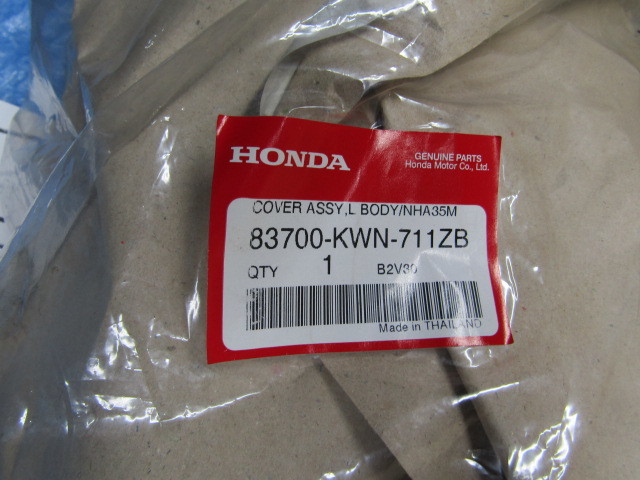 HONDA
GENUINE PARTS
Honda Motor Co., Ltd.
COVER ASSY,L BODY/NHA35M
83700-KWN-711ZB
QTY 1 B2V30
Made in THAILAND